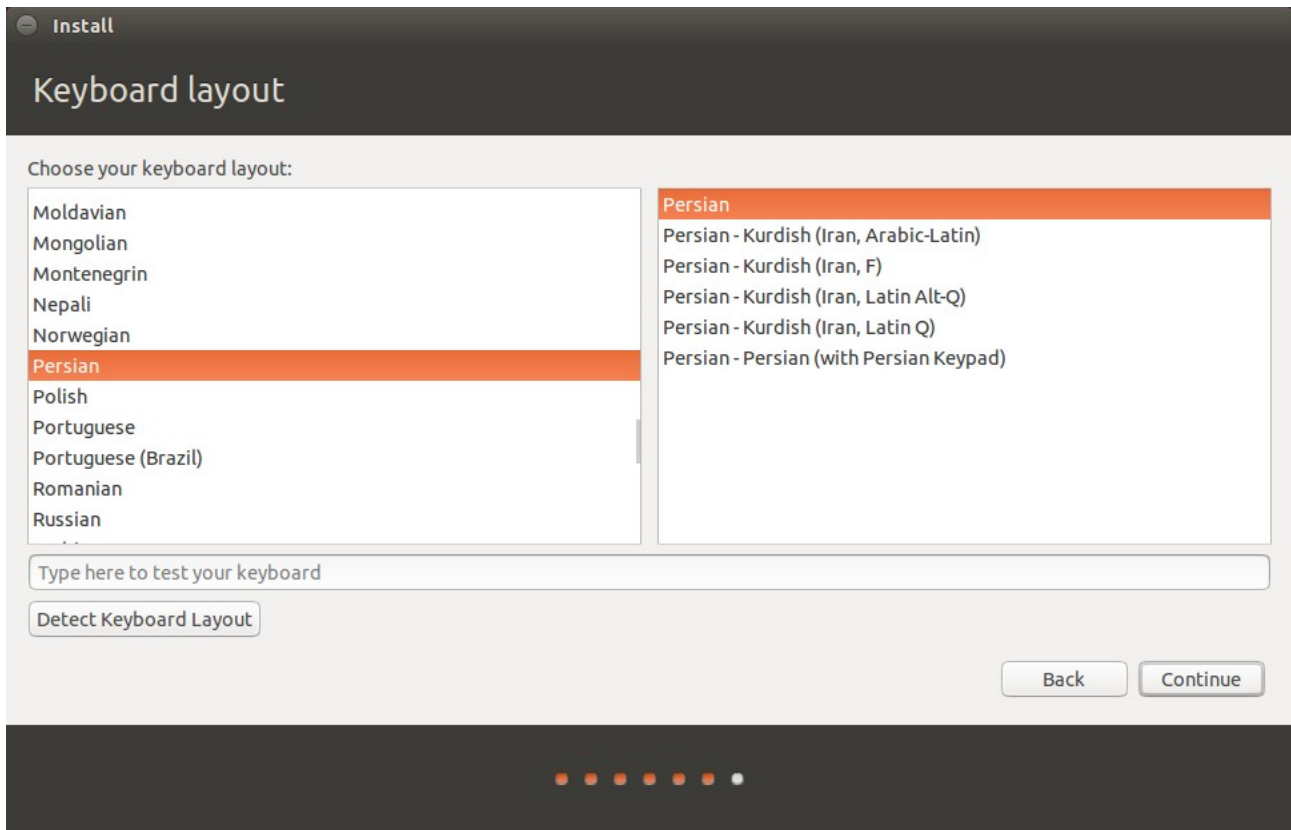 Install
Keyboard layout
Choose your keyboard layout:
Moldavian
Mongolian
Montenegrin
Nepali
Norwegian
Persian
Polish
Portuguese
Portuguese (Brazil)
Romanian
Russian
Persian
Persian - Kurdish (Iran, Arabic-Latin)
Persian - Kurdish (Iran, F)
Persian - Kurdish (Iran, Latin Alt-Q)
Persian - Kurdish (Iran, Latin Q)
Persian - Persian (with Persian Keypad)
Type here to test your keyboard
Detect Keyboard Layout
Back
Continue